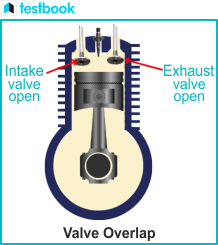 testbook
Intake
valve
open
Exhaust
valve
open
Valve Overlap